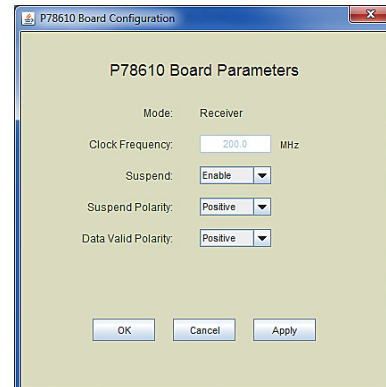 P78610 Board Configuration
P78610 Board Parameters
Mode: Receiver
Clock Frequency: 200.0 MHz
Suspend: Enable
Suspend Polarity: Positive
Data Valid Polarity: Positive
OK Cancel Apply